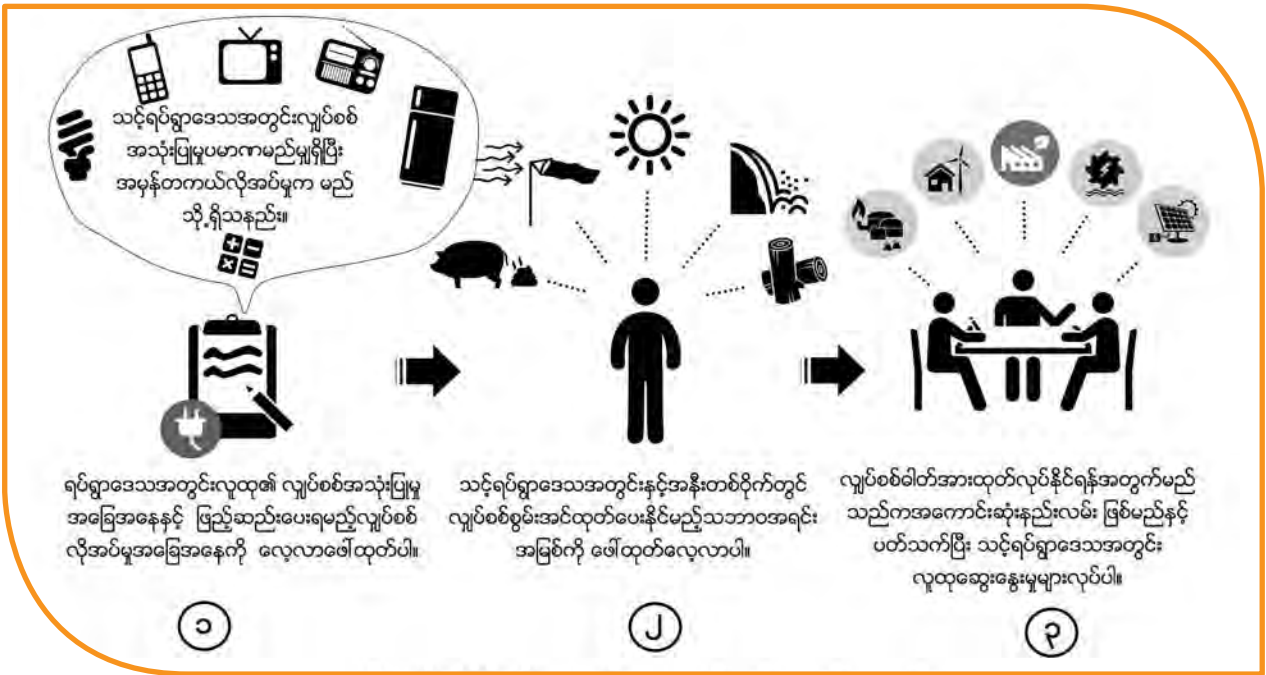 သင့်ရပ်ရွာဒေသအတွင်းလျှပ်စစ်
အသုံးပြုမှုပမာဏမည်မျှရှိပြီး
အမှန်တကယ်လိုအပ်မှုက မည်
သို့ရှိသနည်း။
ရပ်ရွာဒေသအတွင်းလူထု၏ လျှပ်စစ်အသုံးပြုမှု
အခြေအနေနှင့် ဖြည့်ဆည်းပေးရမည့်လျှပ်စစ်
လိုအပ်မှုအခြေအနေကို လေ့လာဖေါ်ထုတ်ပါ။
၁
သင့်ရပ်ရွာဒေသအတွင်းနှင့်အနီးတစ်ဝိုက်တွင်
လျှပ်စစ်စွမ်းအင်ထုတ်ပေးနိုင်မည့်သဘာဝအရင်း
အမြစ်ကို ဖေါ်ထုတ်လေ့လာပါ။
၂
လျှပ်စစ်ဓါတ်အားထုတ်လုပ်နိုင်ရန်အတွက်မည်
သည်ကအကောင်းဆုံးနည်းလမ်း ဖြစ်မည်နှင့်
ပတ်သက်ပြီး သင့်ရပ်ရွာဒေသအတွင်း
လူထုဆွေးနွေးမှုများလုပ်ပါ။
၃